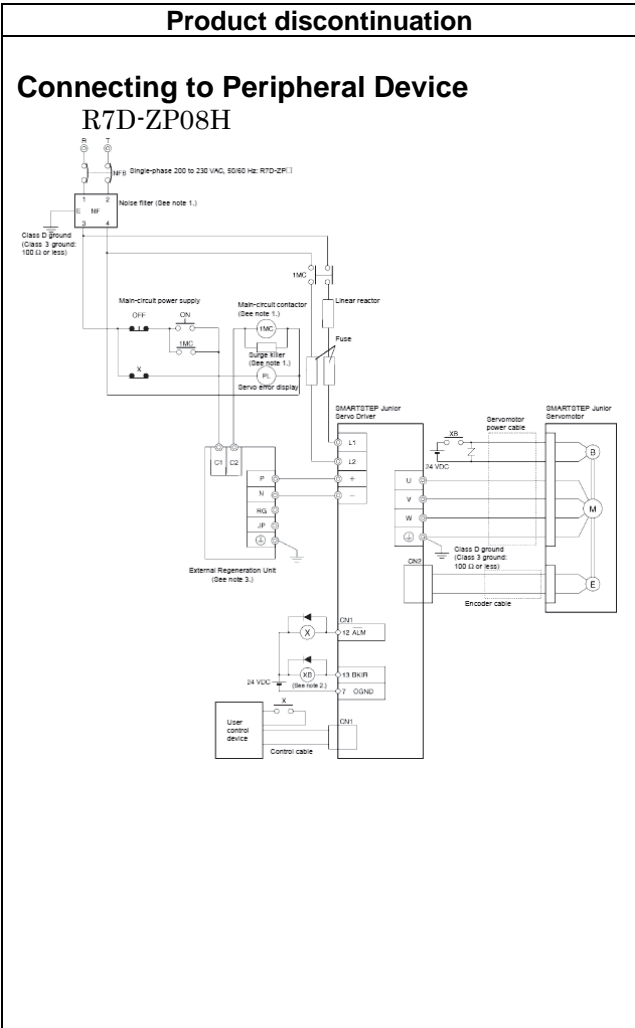 Product discontinuation
Connecting to Peripheral Device
R7D-ZP08H
R T
NFB Single-phase 200 to 230 VAC, 50/60 Hz: R7D-ZP□
1 2
E NF
3 4
Noise filter (See note 1.)
Class D ground
(Class 3 ground:
100 Ω or less)
1MC
Linear reactor
Fuse
Main-circuit power supply
OFF ON
1MC
X
Main-circuit contactor
(See note 1.)
1MC
Surge killer
(See note 1.)
PL
Servo error display
SMARTSTEP Junior
Servo Driver
L1
L2
+
−
C1 C2
P
N
RG
JP
External Regeneration Unit
(See note 3.)
U
V
W
Class D ground
(Class 3 ground:
100 Ω or less)
CN2
XB
24 VDC
Servomotor
power cable
SMARTSTEP Junior
Servomotor
B
M
E
Encoder cable
CN1
X
12 ALM
XB
(See note 2.)
13 BKIR
24 VDC
7 OGND
X
User
control
device
CN1
Control cable